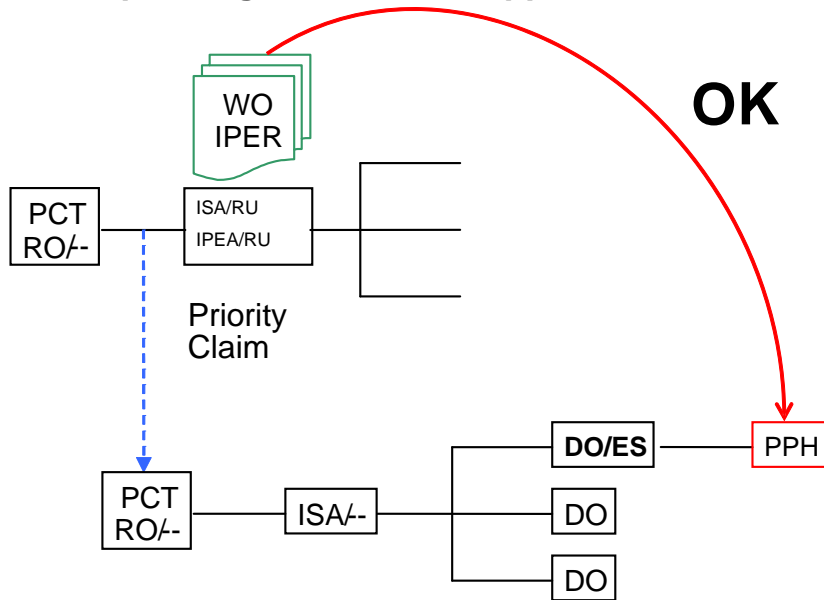 WO
IPER
OK
PCT
RO/--
ISA/RU
IPEA/RU
Priority
Claim
DO/ES
PPH
PCT
RO/--
ISA/--
DO
DO